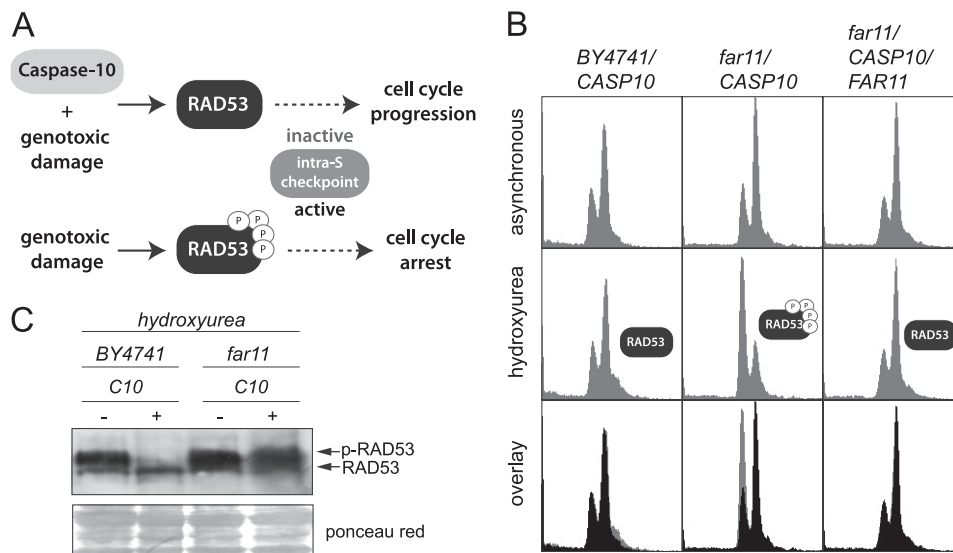 A
Caspase-10
+
genotoxic
damage
RAD53
cell cycle
progression
inactive
intra-S
checkpoint
active
genotoxic
damage
RAD53
P
P
P
P
cell cycle
arrest
B
BY4741/
CASP10
far11/
CASP10
far11/
CASP10/
FAR11
asynchronous
hydroxyurea
RAD53
RAD53
P
P
P
P
RAD53
overlay
C
hydroxyurea
BY4741
far11
C10
C10
- + - +
p-RAD53
RAD53
ponceau red